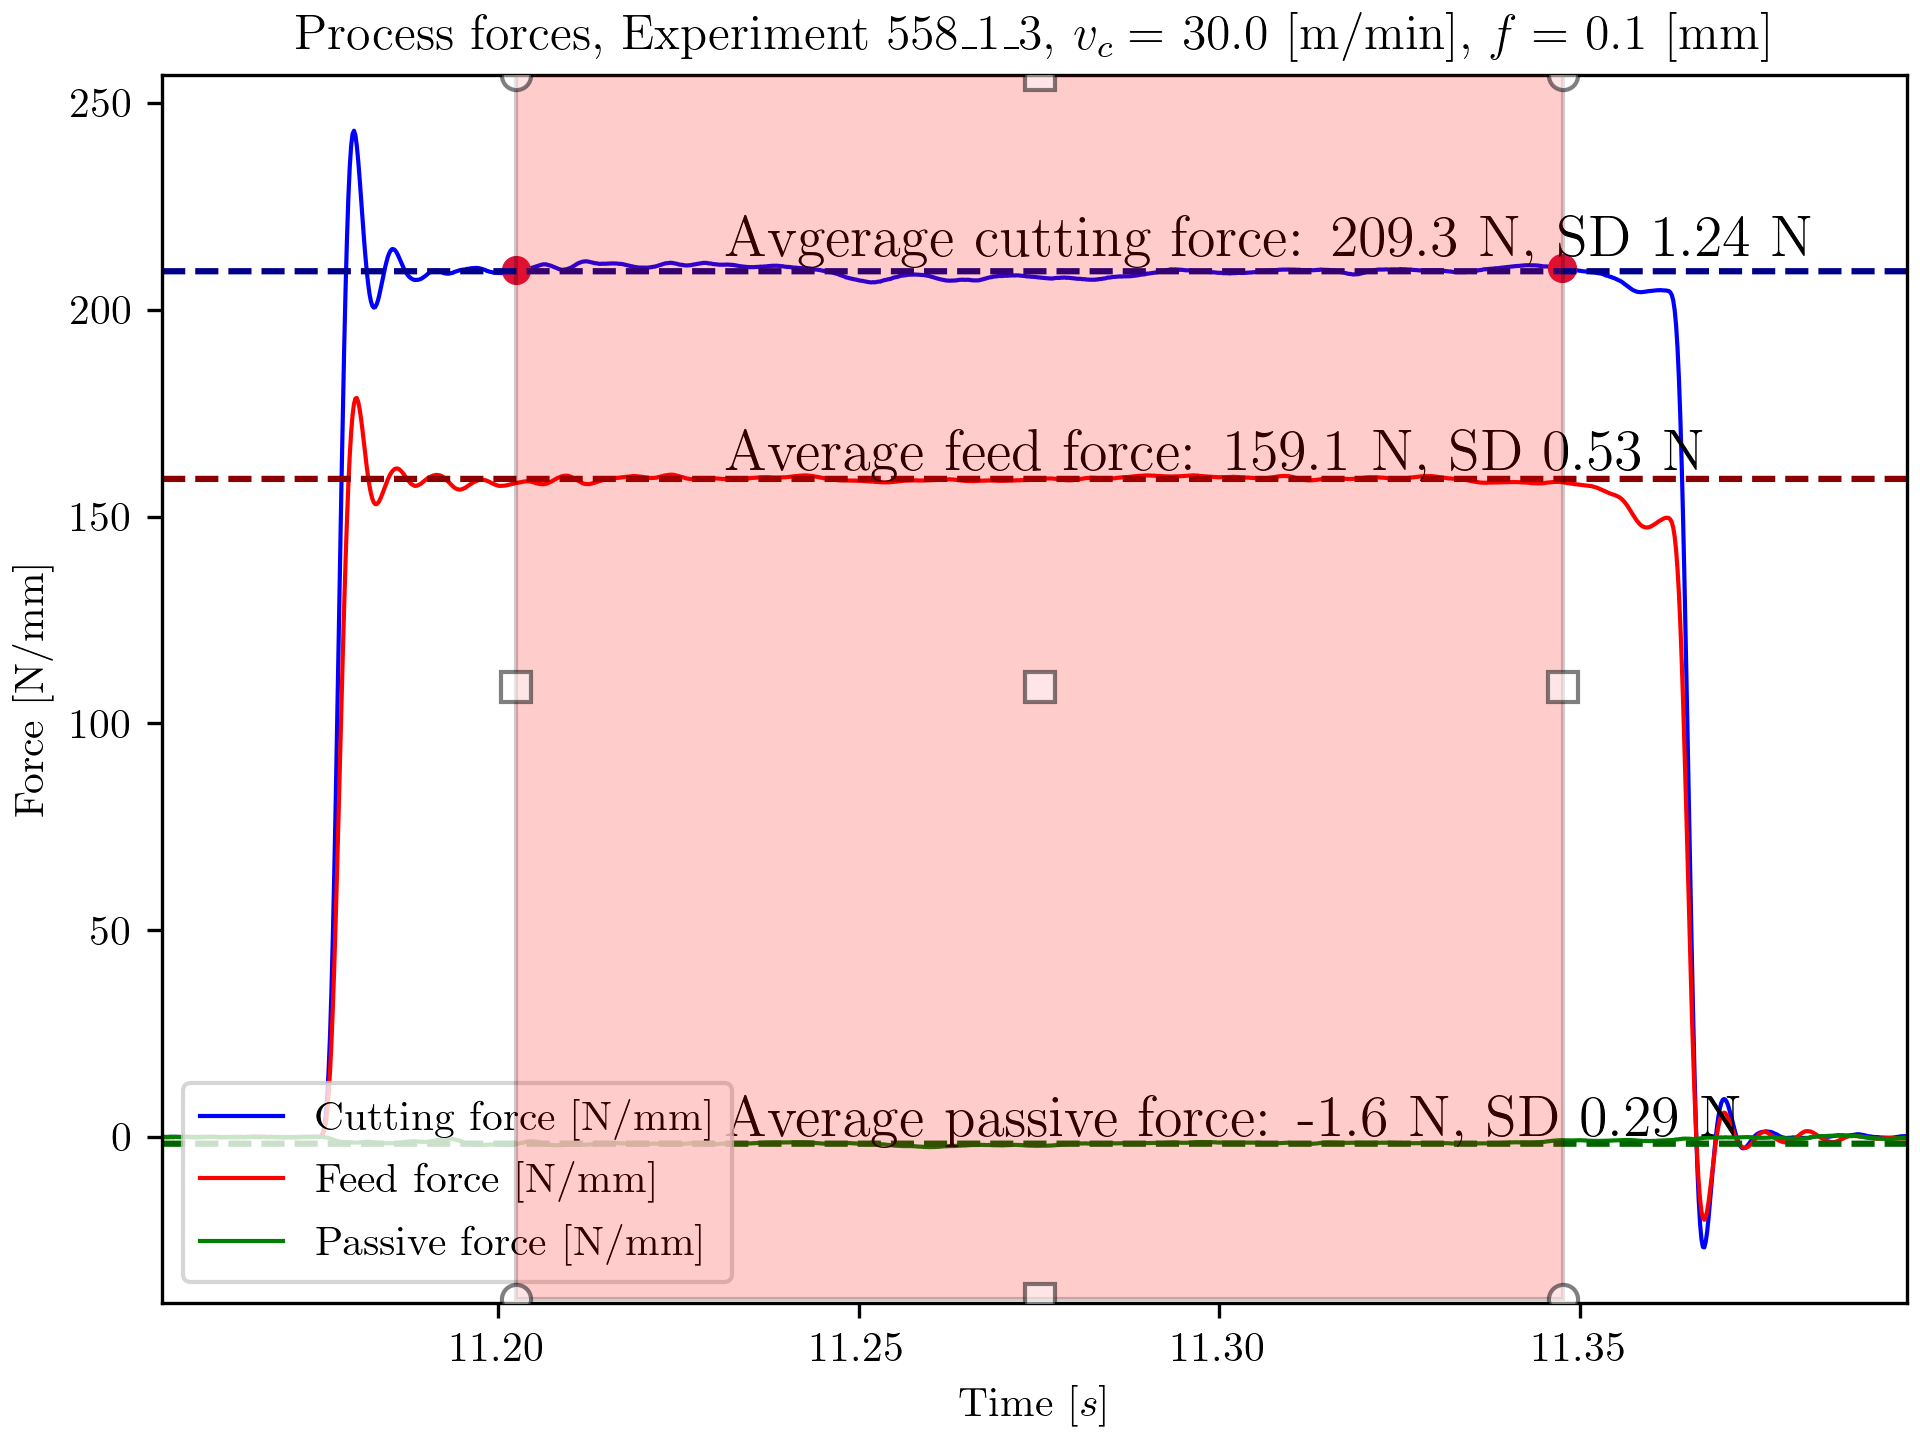 Process forces, Experiment 558_1_3, v_c = 30.0 [m/min], f = 0.1 [mm]
250
200
150
100
50
0
Force [N/mm]
Avgerage cutting force: 209.3 N, SD 1.24 N
Average feed force: 159.1 N, SD 0.53 N
Average passive force: -1.6 N, SD 0.29 N
Cutting force [N/mm]
Feed force [N/mm]
Passive force [N/mm]
11.20
11.25
11.30
11.35
Time [s]